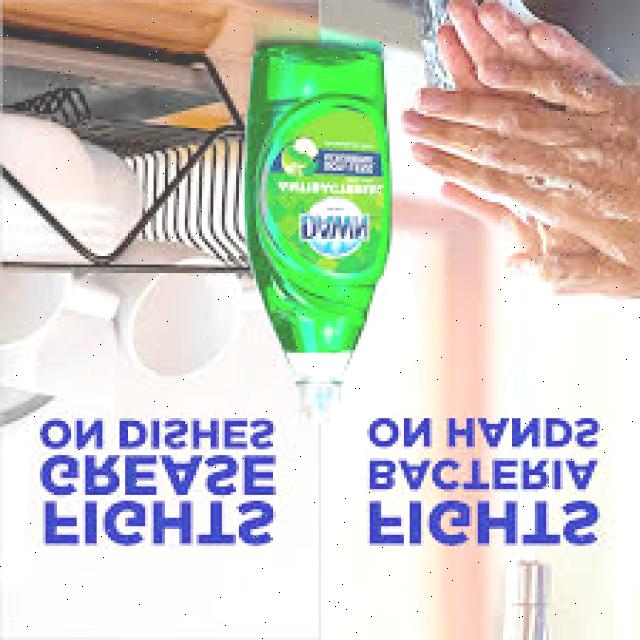 FIGHTS
GREASE
ON DISHES
FIGHTS
BACTERIA
ON HANDS
DAWN
ANTIBACTERIAL